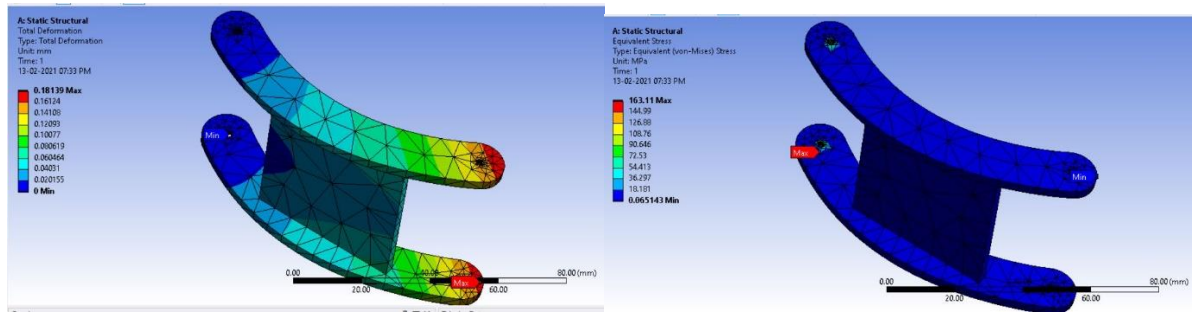 A: Static Structural
Total Deformation
Type: Total Deformation
Unit: mm
Time: 1
13-02-2021 07:33 PM
0.18139 Max
0.16124
0.14108
0.12093
0.10077
0.080619
0.060464
0.04031
0.020155
0 Min
Min
Max
0.00
20.00
40.00
60.00
80.00 (mm)
A: Static Structural
Equivalent Stress
Type: Equivalent (von-Mises) Stress
Unit: MPa
Time: 1
13-02-2021 07:33 PM
163.11 Max
144.99
126.88
108.76
90.646
72.53
54.413
36.297
18.181
0.065143 Min
Max
Min
0.00
20.00
60.00
80.00 (mm)